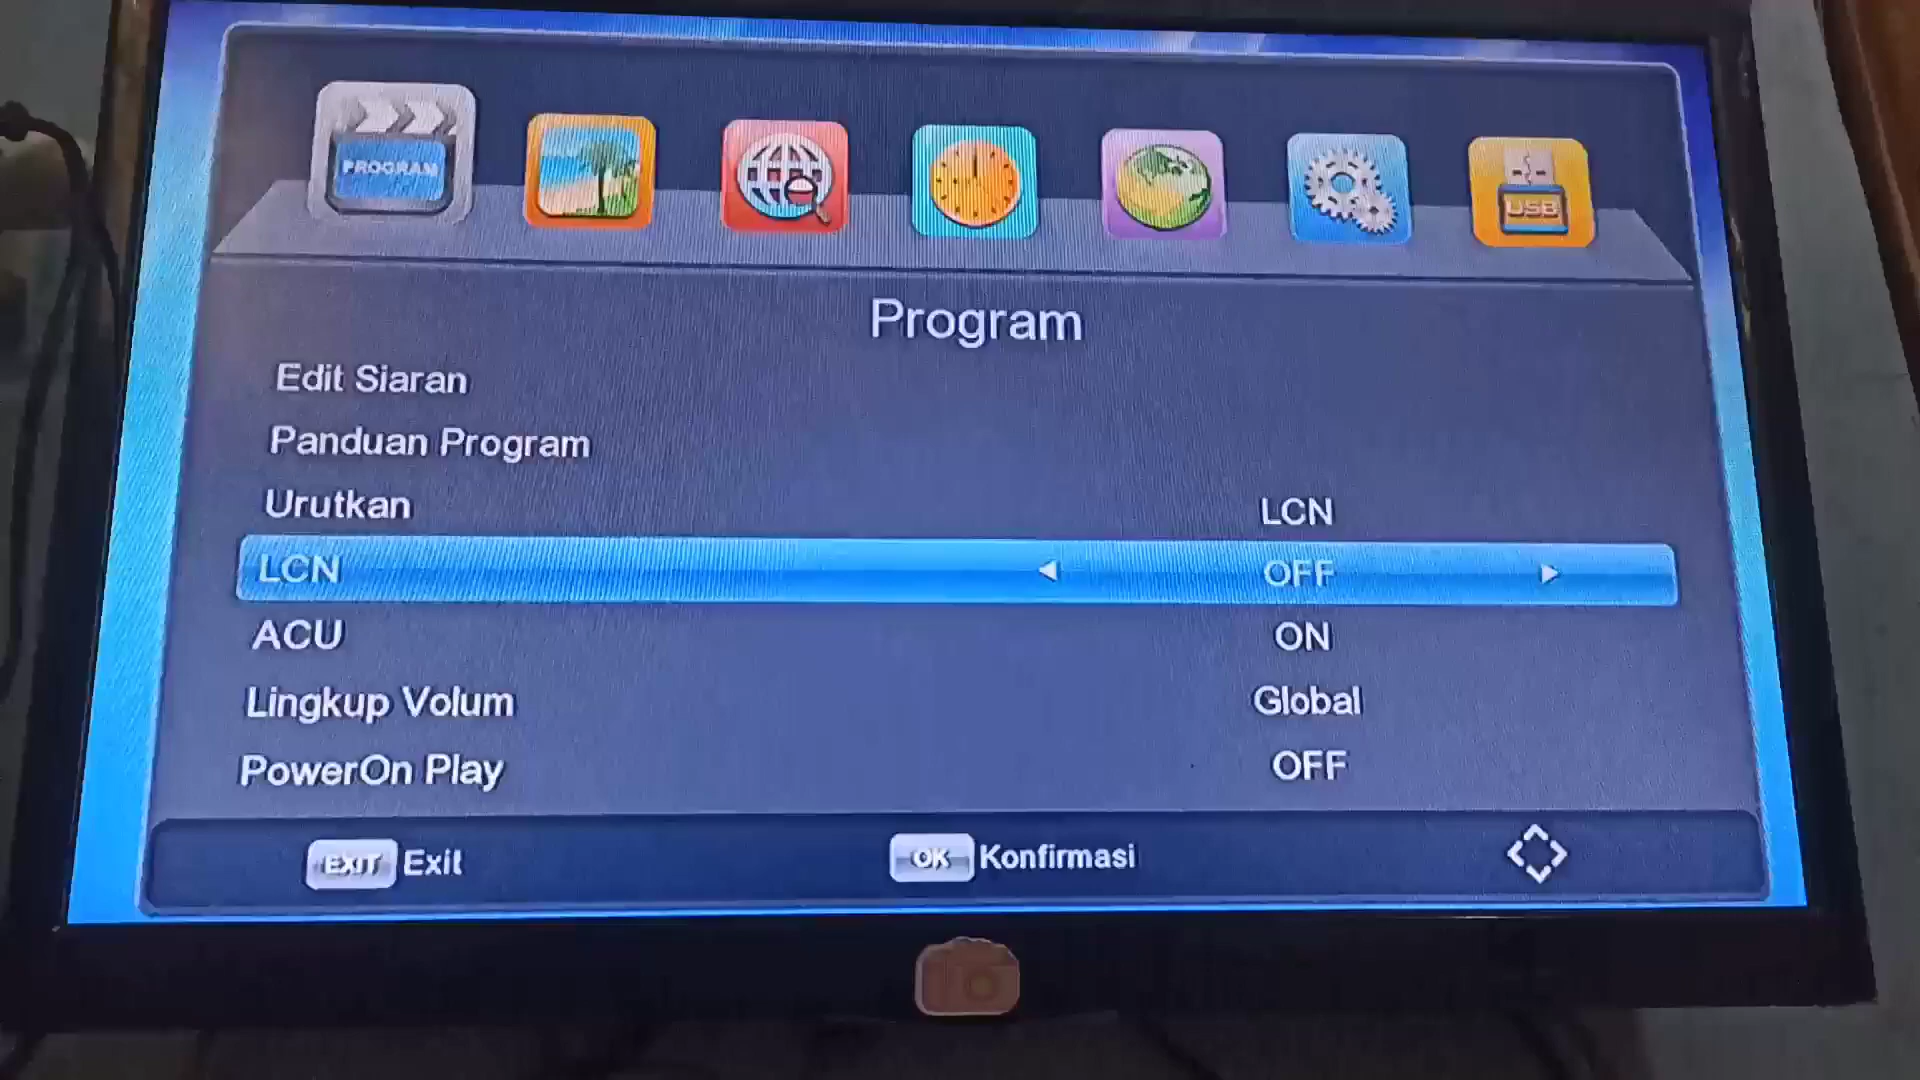 PROGRAM
USB
Program
Edit Siaran
Panduan Program
Urutkan LCN
LCN OFF
ACU ON
Lingkup Volum Global
PowerOn Play OFF
EXIT Exit OK Konfirmasi